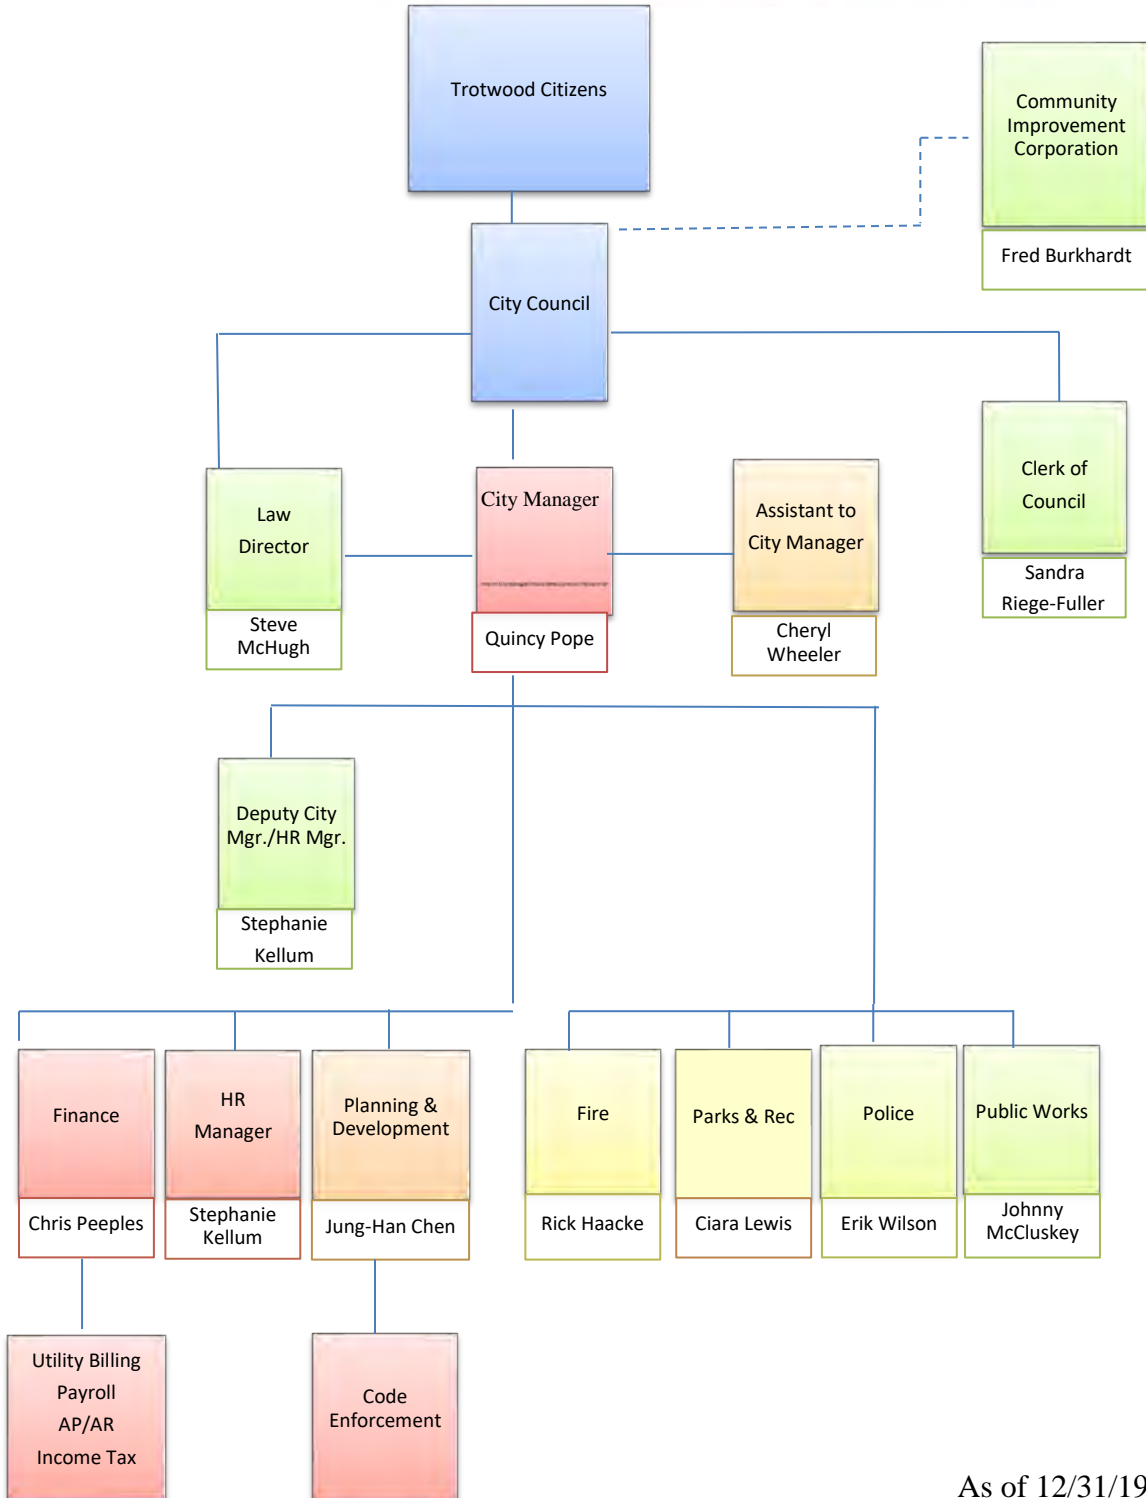 Trotwood Citizens
Community
Improvement
Corporation
Fred Burkhardt
City Council
Law
Director
Steve
McHugh
City Manager
Quincy Pope
Assistant to
City Manager
Cheryl
Wheeler
Clerk of
Council
Sandra
Riege-Fuller
Deputy City
Mgr./HR Mgr.
Stephanie
Kellum
Finance
Chris Peeples
HR
Manager
Stephanie
Kellum
Planning &
Development
Jung-Han Chen
Fire
Rick Haacke
Parks & Rec
Ciara Lewis
Police
Erik Wilson
Public Works
Johnny
McCluskey
Utility Billing
Payroll
AP/AR
Income Tax
Code
Enforcement
As of 12/31/19